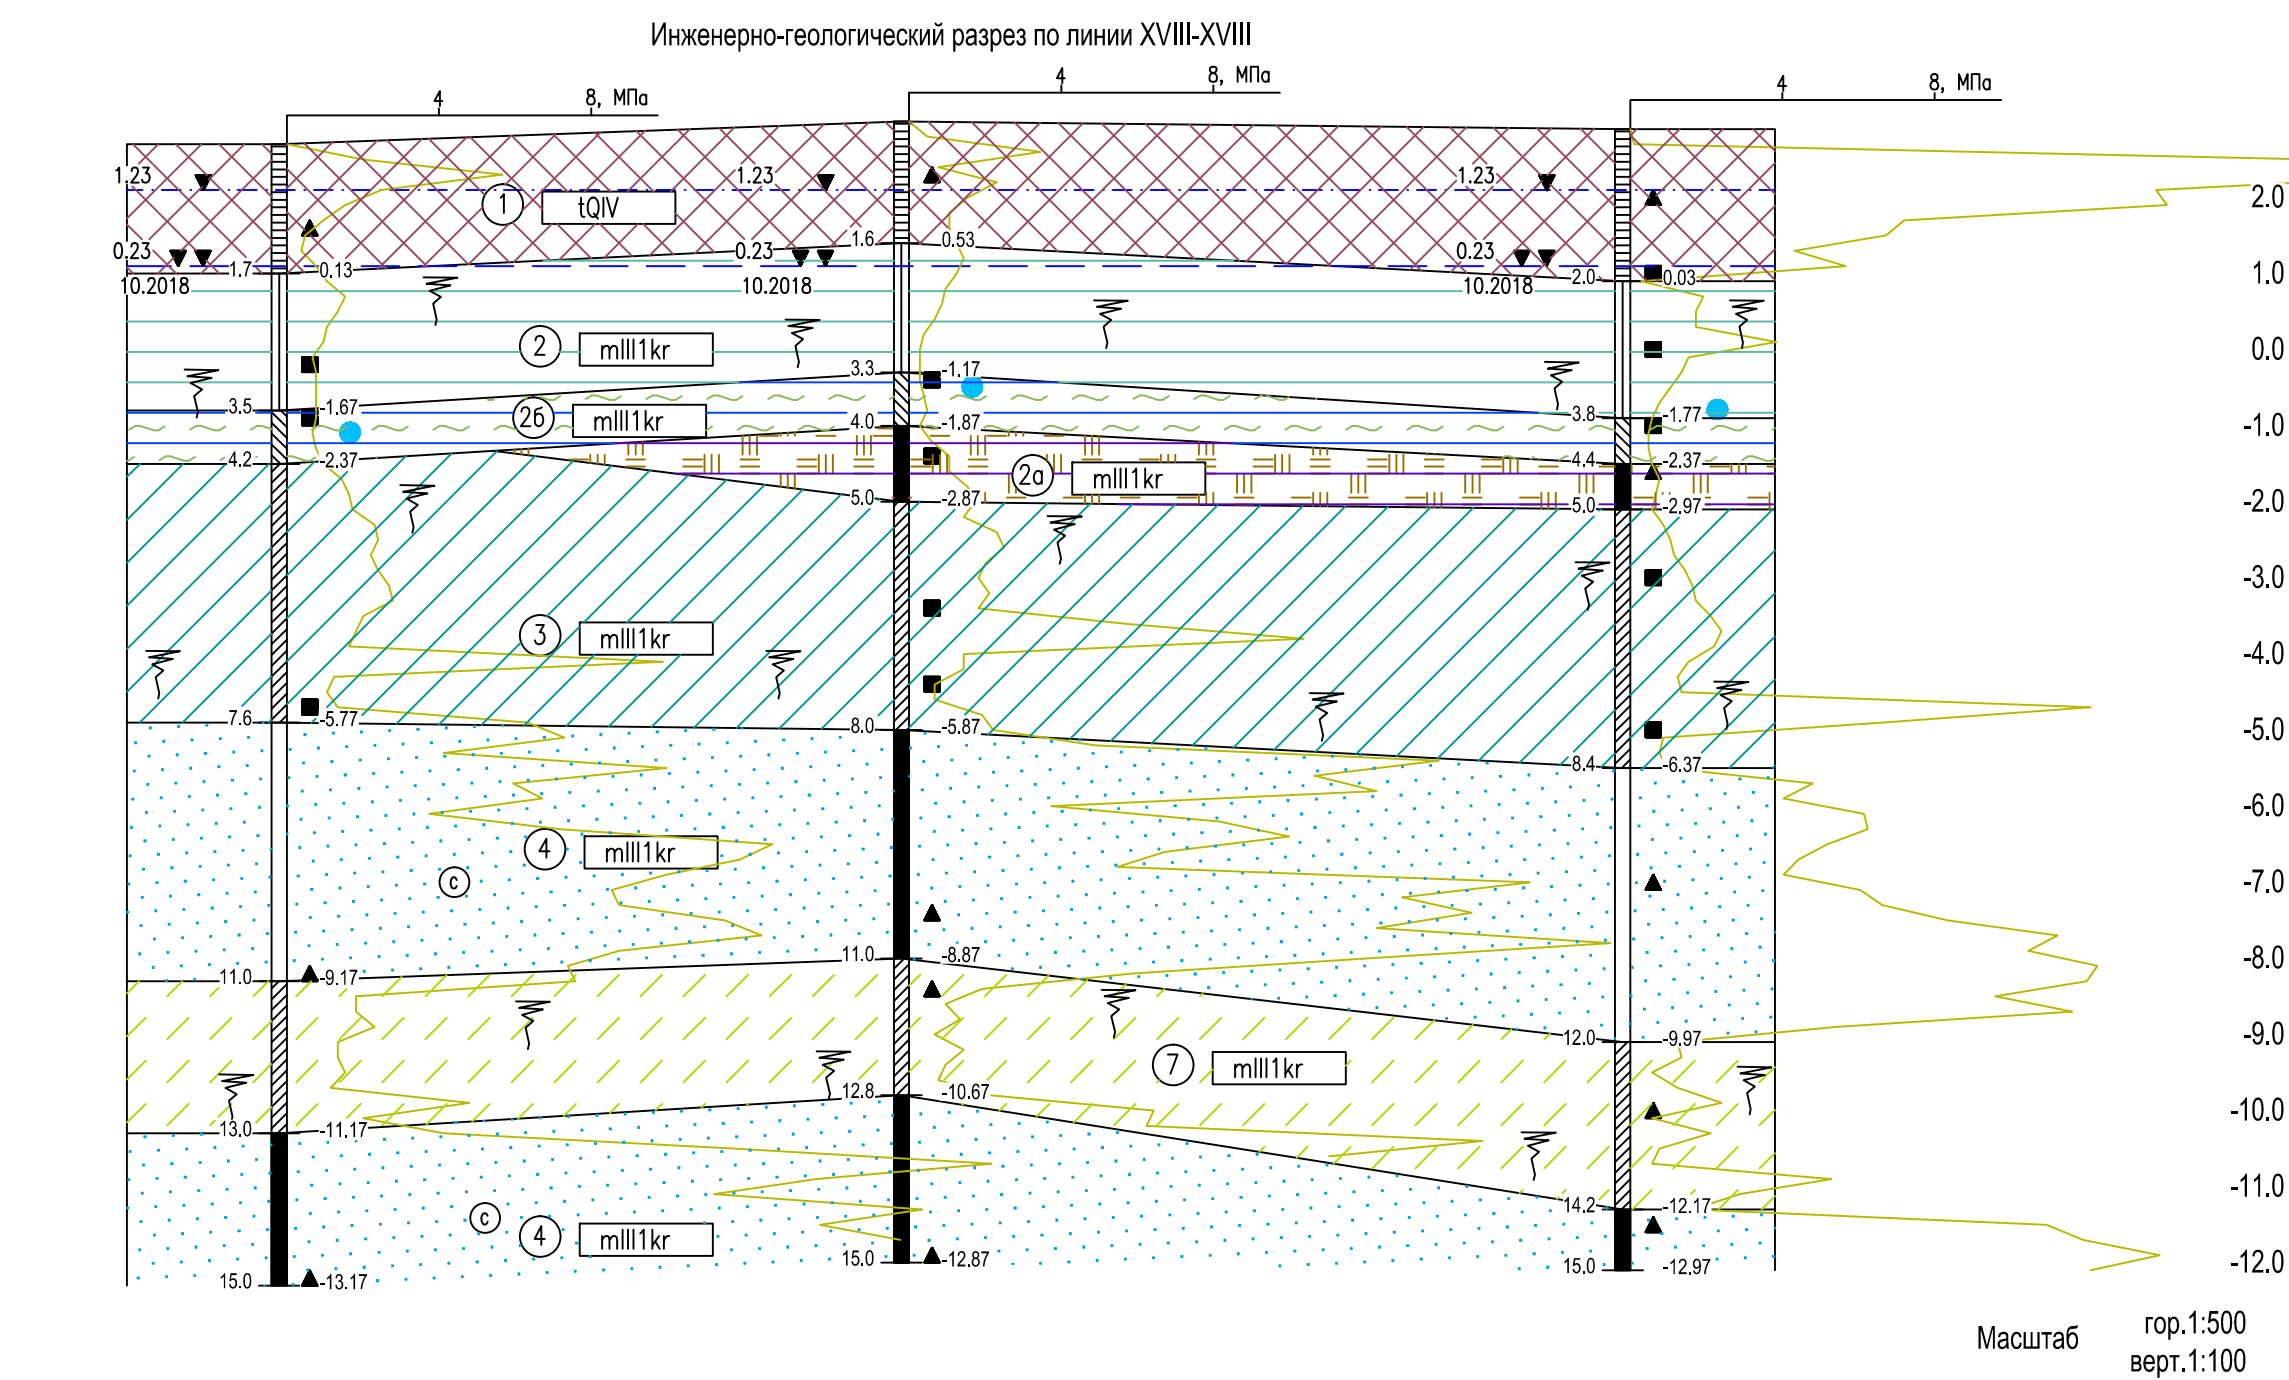 Инженерно-геологический разрез по линии XVIII-XVIII
4 8, МПа
4 8, МПа
4 8, МПа
1.23 1.23 1.23 2.0
1 tQIV
0.23 1.7 0.13 0.23 1.6 0.53 0.23 2.0 0.03 1.0
10.2018 10.2018 10.2018
2 mIII1kr 0.0
3.3 -1.17
3.5 -1.67 2б mIII1kr 4.0 -1.87 3.8 -1.77 -1.0
4.2 -2.37 4.4 -2.37
2а mIII1kr
5.0 -2.87 5.0 -2.97 -2.0
-3.0
3 mIII1kr -4.0
7.6 -5.77 8.0 -5.87 -5.0
8.4 -6.37
-6.0
4 mIII1kr
с -7.0
11.0 -9.17 11.0 -8.87 -8.0
12.0 -9.97 -9.0
7 mIII1kr
12.8 -10.67 -10.0
13.0 -11.17
14.2 -12.17 -11.0
с 4 mIII1kr
15.0 -13.17 15.0 -12.87 15.0 -12.97 -12.0
Масштаб гор.1:500
верт.1:100